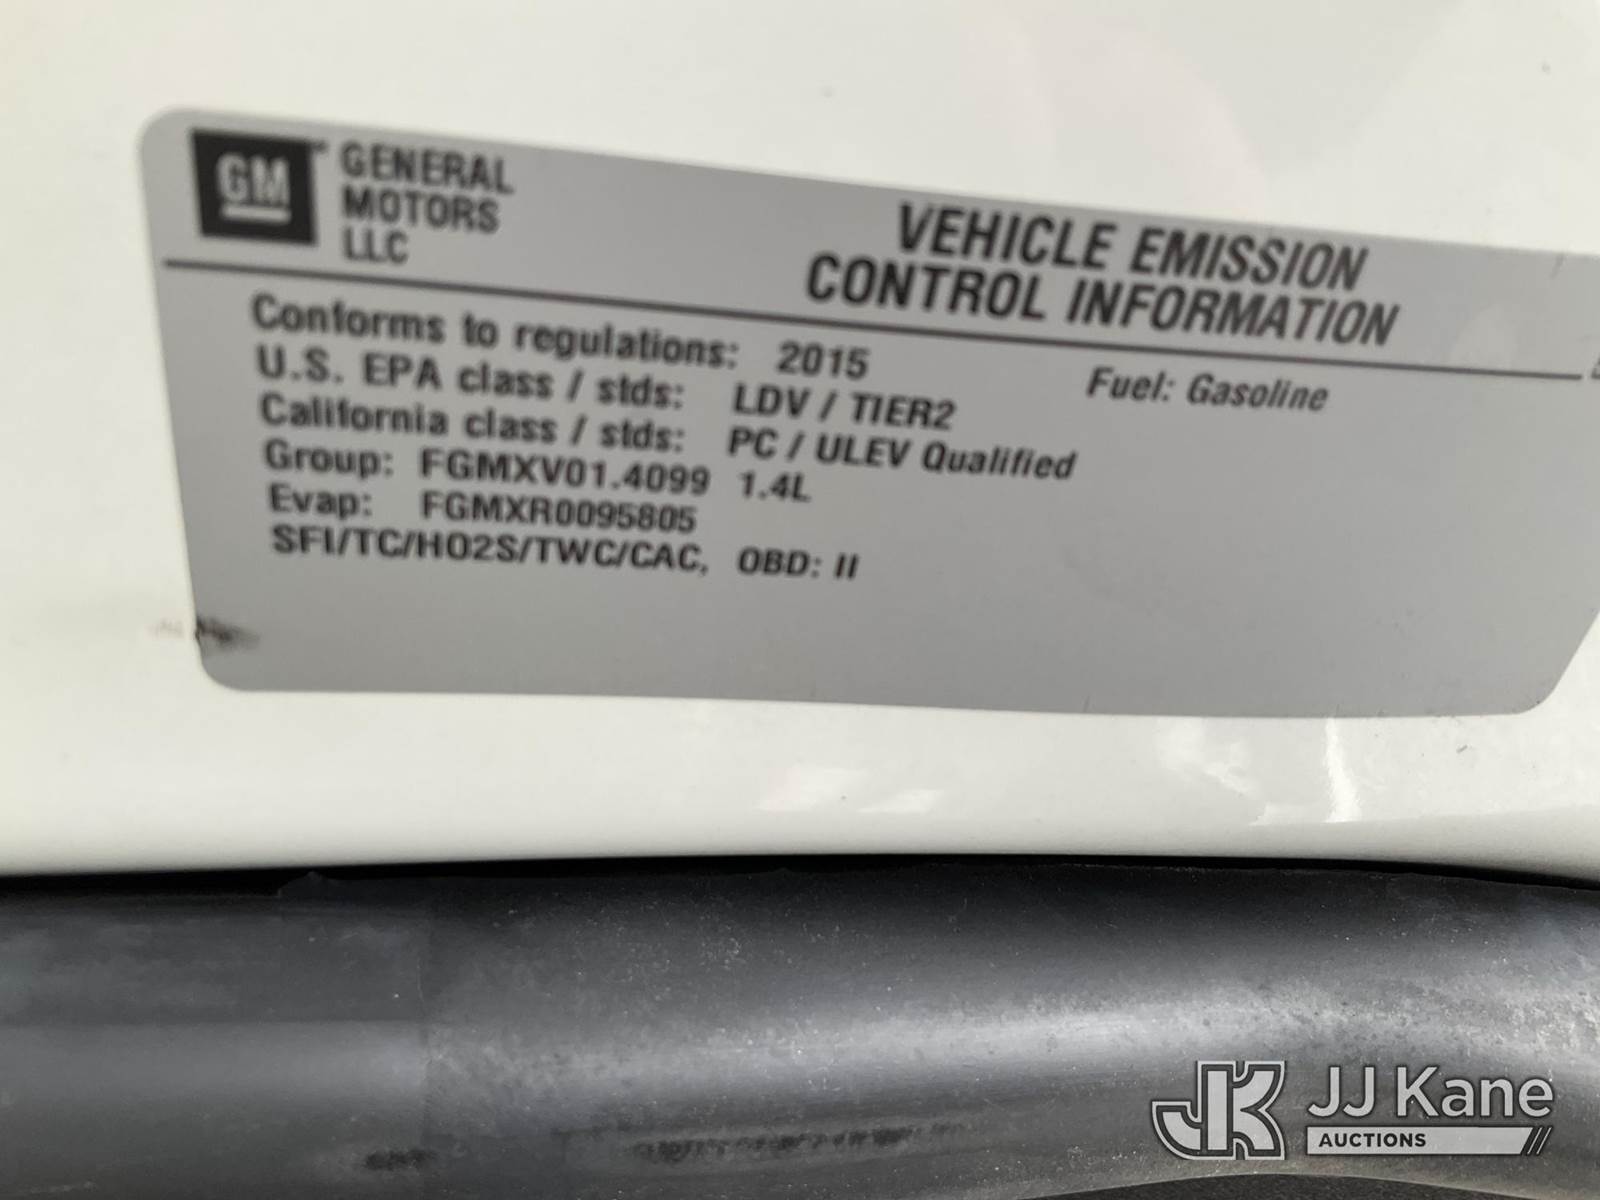 GM
GENERAL
MOTORS
LLC
VEHICLE EMISSION
CONTROL INFORMATION
Conforms to regulations: 2015 Fuel: Gasoline
U.S. EPA class / stds: LDV / TIER2
California class / stds: PC / ULEV Qualified
Group: FGMXV01.4099 1.4L
Evap: FGMXR0095805
SFI/TC/HO2S/TWC/CAC, OBD: II
JK JJ Kane
AUCTIONS